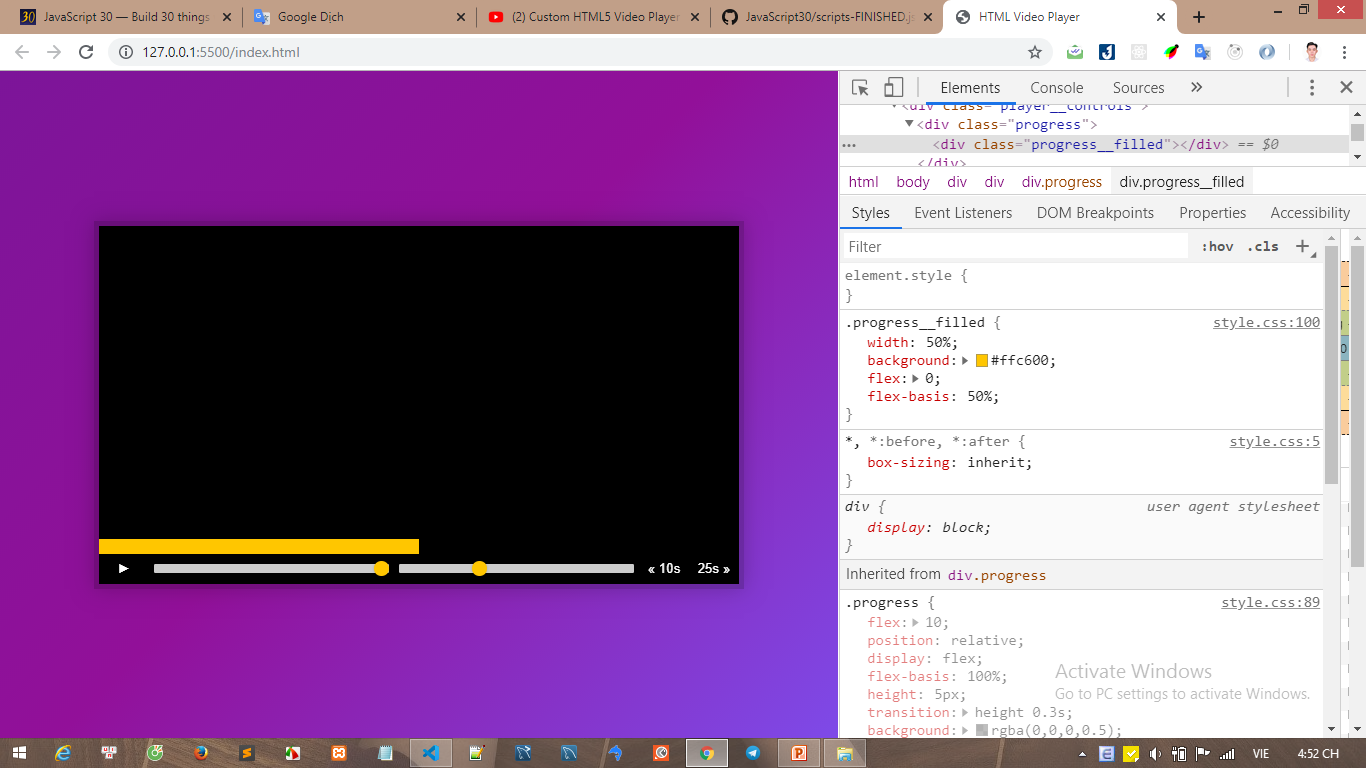 JavaScript 30 — Build 30 things
Google Dịch
(2) Custom HTML5 Video Player
JavaScript30/scripts-FINISHED.js
HTML Video Player
127.0.0.1:5500/index.html
Elements Console Sources »
<div class="player__controls">
<div class="progress">
<div class="progress__filled"></div> == $0
</div>
html body div div div.progress div.progress__filled
Styles Event Listeners DOM Breakpoints Properties Accessibility
Filter :hov .cls +
element.style {
}
.progress__filled { style.css:100
width: 50%;
background: #ffc600;
flex: 0;
flex-basis: 50%;
}
*, *:before, *:after { style.css:5
box-sizing: inherit;
}
div { user agent stylesheet
display: block;
}
Inherited from div.progress
.progress { style.css:89
flex: 10;
position: relative;
display: flex;
flex-basis: 100%;
height: 5px;
transition: height 0.3s;
background: rgba(0,0,0,0.5);
► « 10s 25s »
Activate Windows
Go to PC settings to activate Windows.
VIE 4:52 CH